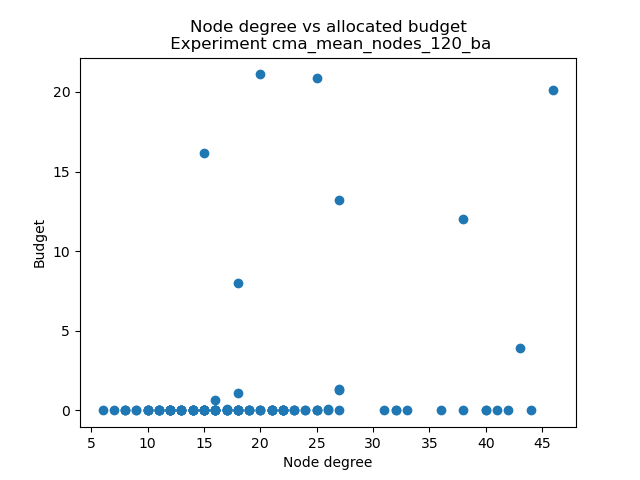 Node degree vs allocated budget
Experiment cma_mean_nodes_120_ba
20
15
10
5
0
Budget
5 10 15 20 25 30 35 40 45
Node degree